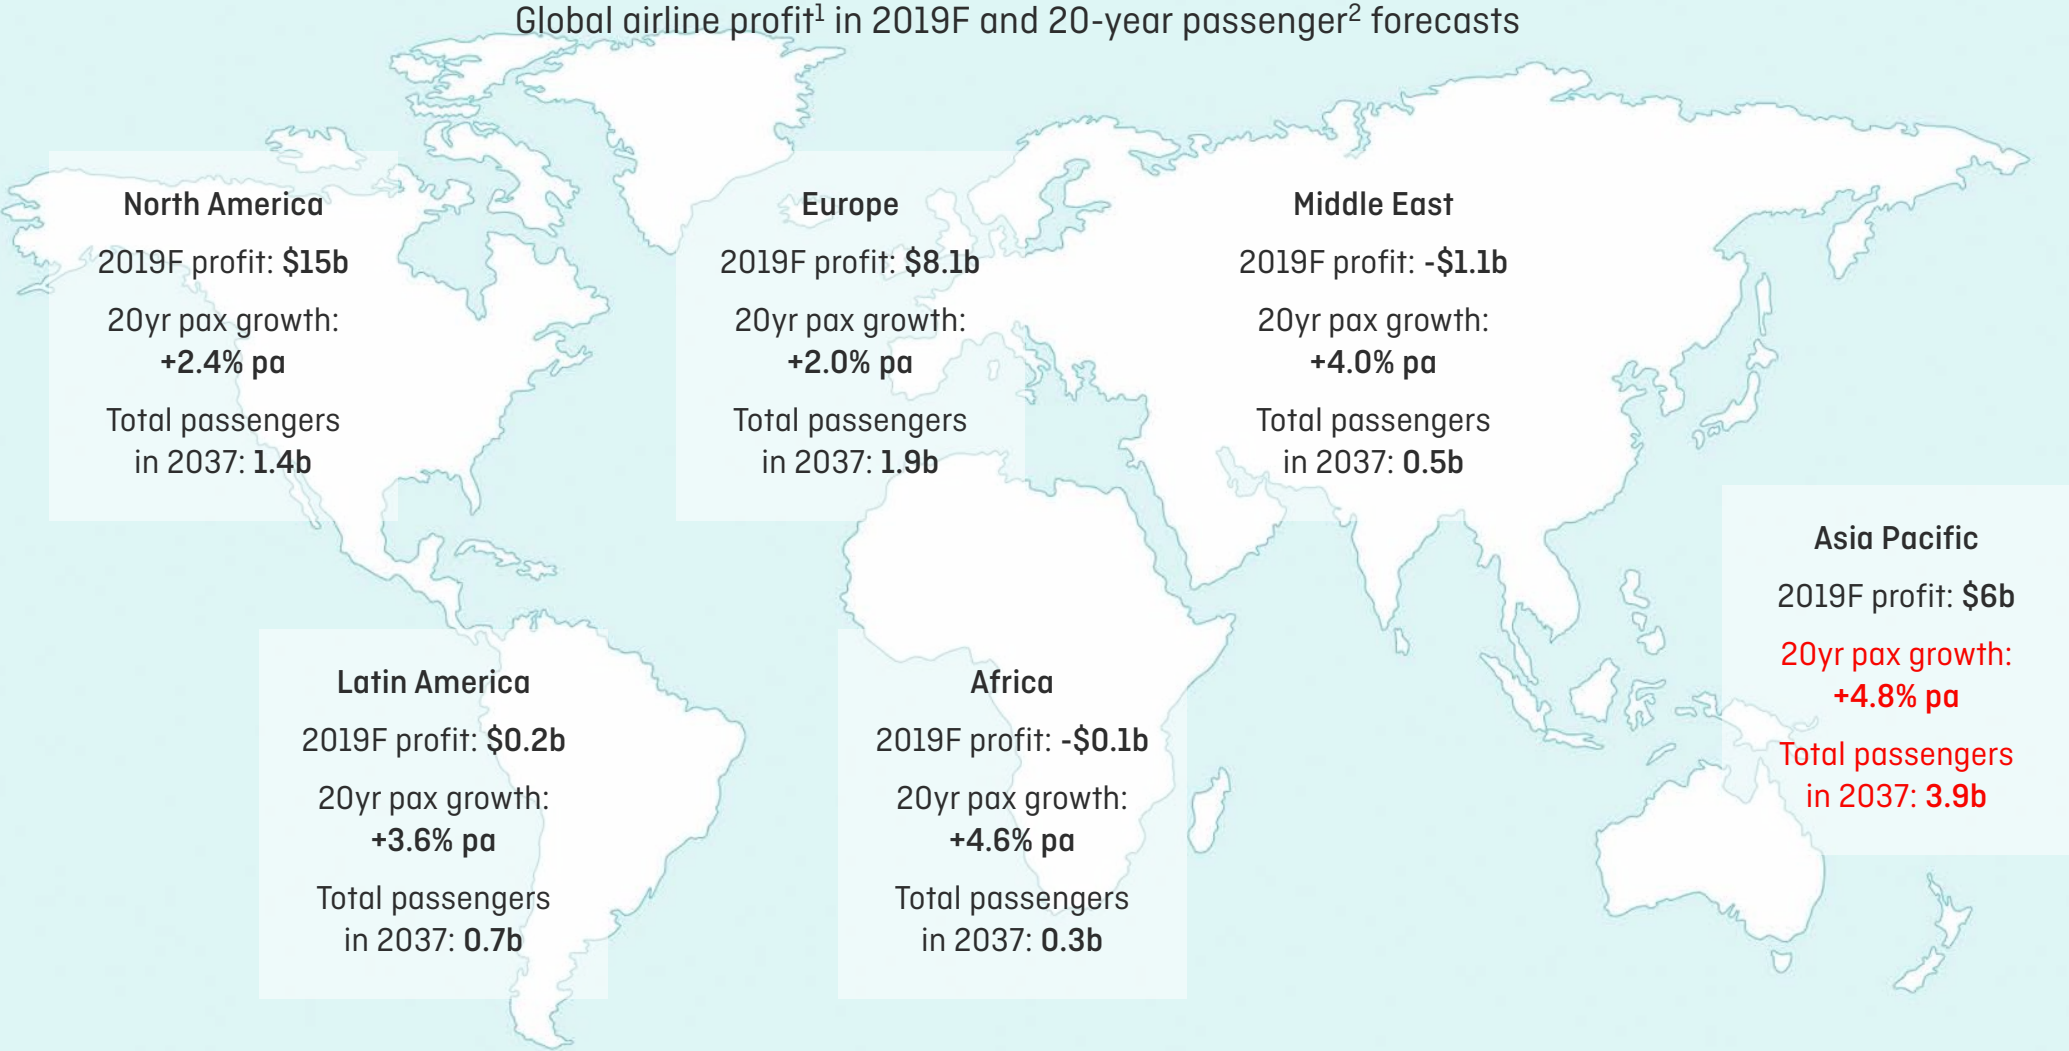 Global airline profit¹ in 2019F and 20-year passenger² forecasts
North America
2019F profit: $15b
20yr pax growth:
+2.4% pa
Total passengers
in 2037: 1.4b
Europe
2019F profit: $8.1b
20yr pax growth:
+2.0% pa
Total passengers
in 2037: 1.9b
Middle East
2019F profit: -$1.1b
20yr pax growth:
+4.0% pa
Total passengers
in 2037: 0.5b
Asia Pacific
2019F profit: $6b
20yr pax growth:
+4.8% pa
Total passengers
in 2037: 3.9b
Latin America
2019F profit: $0.2b
20yr pax growth:
+3.6% pa
Total passengers
in 2037: 0.7b
Africa
2019F profit: -$0.1b
20yr pax growth:
+4.6% pa
Total passengers
in 2037: 0.3b